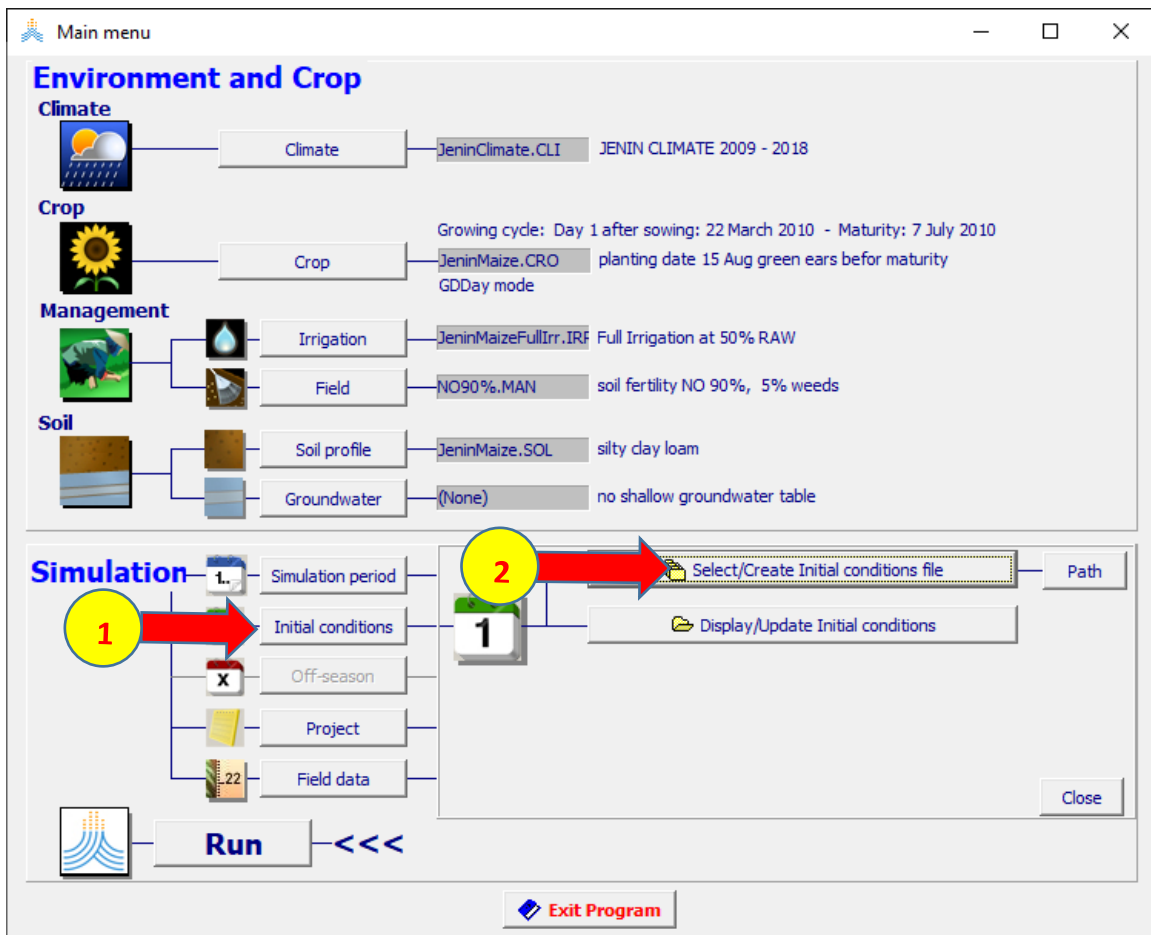 Main menu
Environment and Crop
Climate
Climate
JeninClimate.CLI
JENIN CLIMATE 2009 - 2018
Crop
Growing cycle: Day 1 after sowing: 22 March 2010 - Maturity: 7 July 2010
Crop
JeninMaize.CRO
planting date 15 Aug green ears befor maturity
GDDay mode
Management
Irrigation
JeninMaizeFullIrr.IRR
Full Irrigation at 50% RAW
Field
NO90%.MAN
soil fertility NO 90%, 5% weeds
Soil
Soil profile
JeninMaize.SOL
silty clay loam
Groundwater
(None)
no shallow groundwater table
Simulation
1..
Simulation period
2
Select/Create Initial conditions file
Path
1
Initial conditions
1
Display/Update Initial conditions
X
Off-season
Project
..22
Field data
Close
Run
<<<
Exit Program